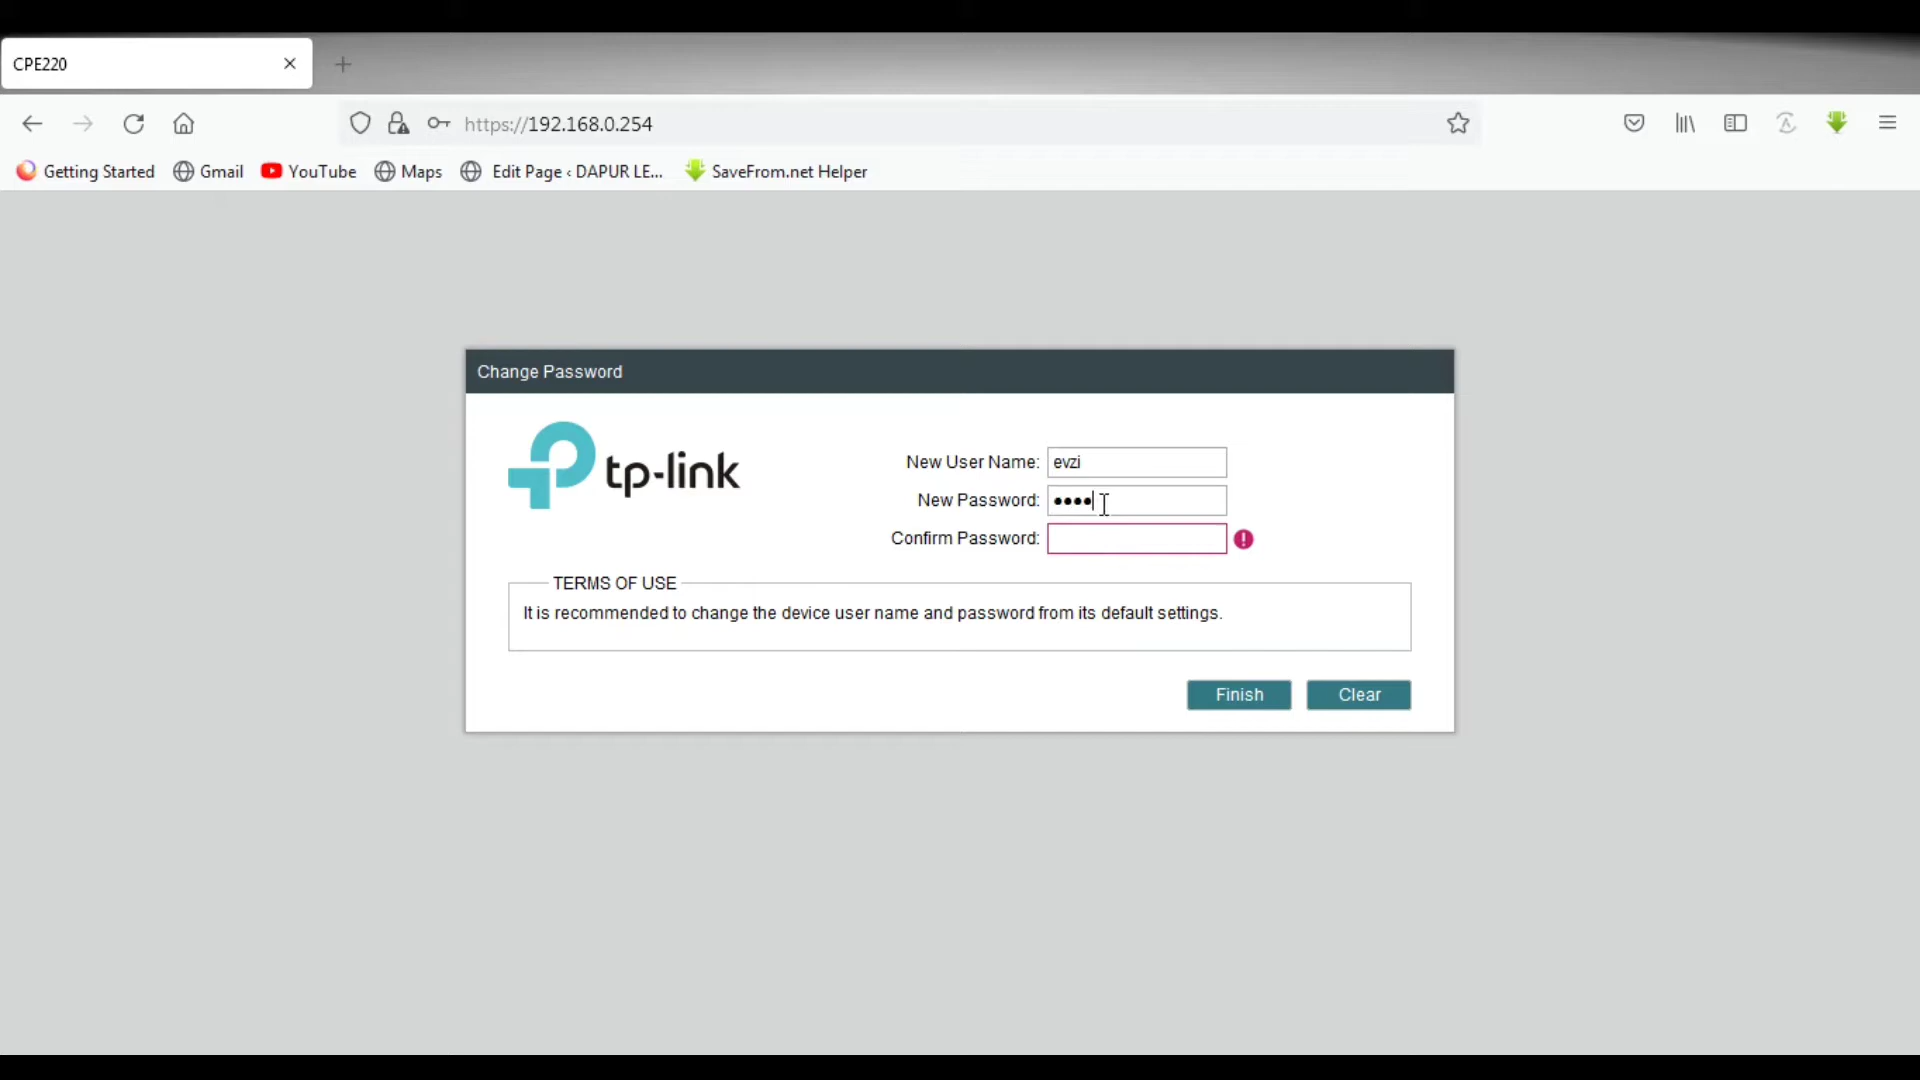 CPE220
https://192.168.0.254
Getting Started Gmail YouTube Maps Edit Page ‹ DAPUR LE... SaveFrom.net Helper
Change Password
tp-link
New User Name: evzi
New Password: ••••
Confirm Password:
TERMS OF USE
It is recommended to change the device user name and password from its default settings.
Finish Clear